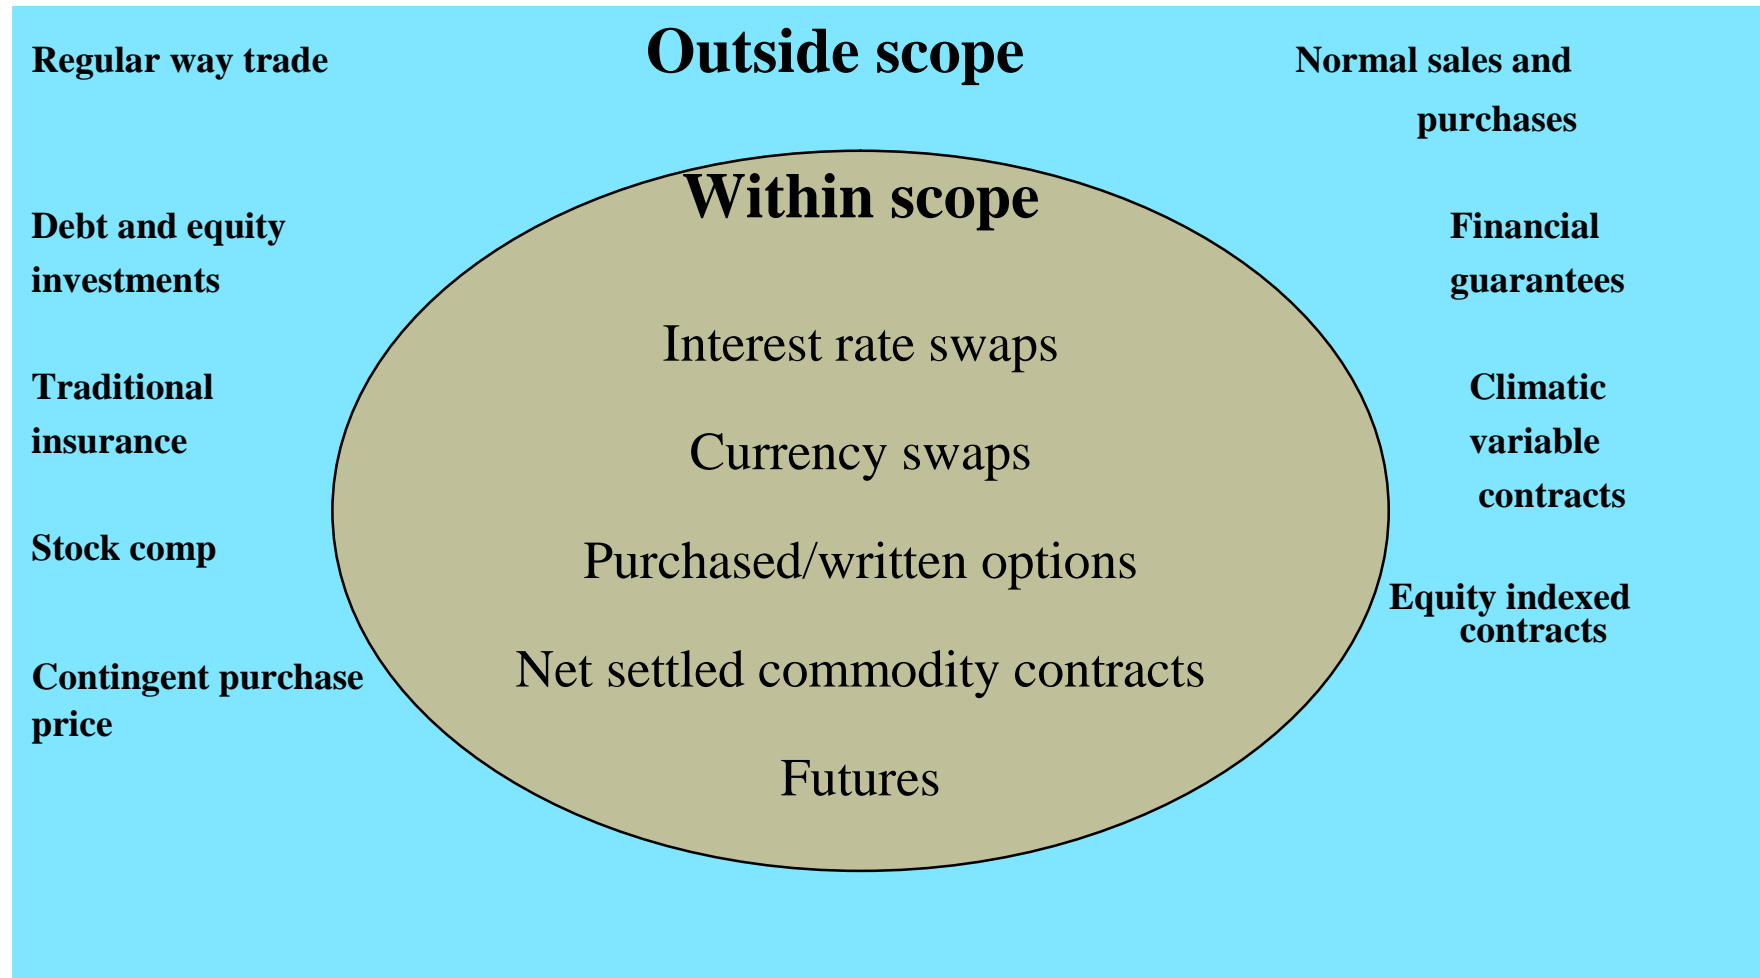 Outside scope
Regular way trade
Debt and equity
investments
Traditional
insurance
Stock comp
Contingent purchase
price
Within scope
Interest rate swaps
Currency swaps
Purchased/written options
Net settled commodity contracts
Futures
Normal sales and
purchases
Financial
guarantees
Climatic
variable
contracts
Equity indexed
contracts